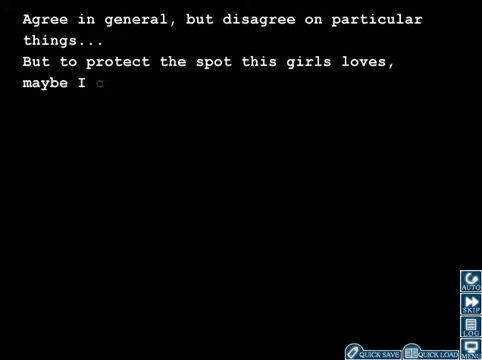 Agree in general, but disagree on particular
things...
But to protect the spot this girls loves,
maybe I c
AUTO
SKIP
LOG
QUICK SAVE QUICK LOAD MENU